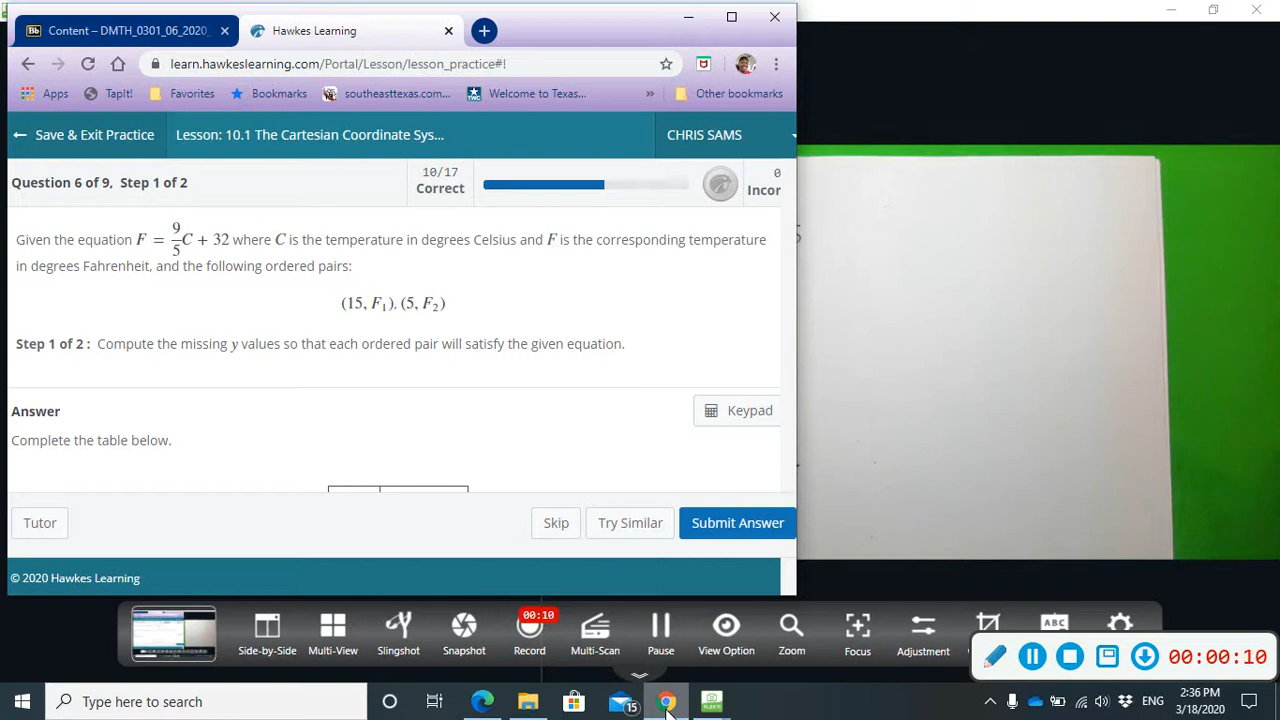 Content – DMTH_0301_06_2020_
Hawkes Learning
learn.hawkeslearning.com/Portal/Lesson/lesson_practice#!
Apps
TapIt!
Favorites
Bookmarks
southeasttexas.com...
Welcome to Texas...
»
Other bookmarks
← Save & Exit Practice
Lesson: 10.1 The Cartesian Coordinate Sys...
CHRIS SAMS
Question 6 of 9, Step 1 of 2
10/17
Correct
0
Incor
Given the equation F = 9/5 C + 32 where C is the temperature in degrees Celsius and F is the corresponding temperature
in degrees Fahrenheit, and the following ordered pairs:
(15, F₁), (5, F₂)
Step 1 of 2 : Compute the missing y values so that each ordered pair will satisfy the given equation.
Answer
Keypad
Complete the table below.
Tutor
Skip
Try Similar
Submit Answer
© 2020 Hawkes Learning
Side-by-Side
Multi-View
Slingshot
Snapshot
00:10
Record
Multi-Scan
Pause
View Option
Zoom
Focus
Adjustment
ABC
00:00:10
Type here to search
15
ENG
2:36 PM
3/18/2020